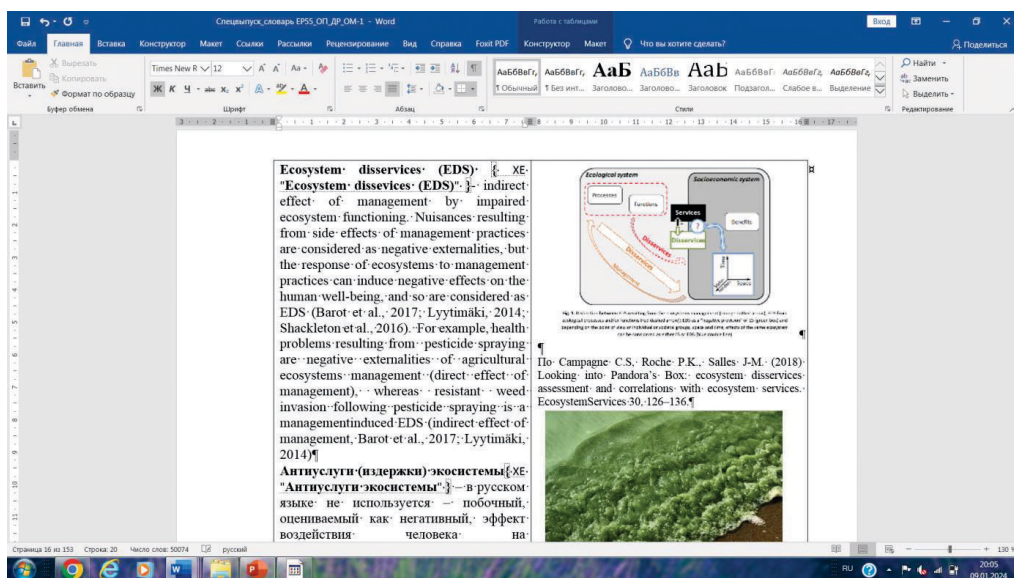 Спецвыпуск_словарь EP55_ОП_ДР_ОМ-1 - Word
Работа с таблицами
Вход
Файл Главная Вставка Конструктор Макет Ссылки Рассылки Рецензирование Вид Справка Foxit PDF Конструктор Макет Что вы хотите сделать? Поделиться
Вставить
Вырезать
Копировать
Формат по образцу
Буфер обмена
Times New R 12
Ж К Ч abc X₂ X²
Шрифт
Абзац
АаБбВвГг, АаБбВвГг, АаБ АаБбВв АаБ АаБбВвГ АаБбВвГг АаБбВвГг,
¶ Обычный ¶ Без инт... Заголово... Заголово... Заголовок Подзагол... Слабое в... Выделение
Стили
Найти
Заменить
Выделить
Редактирование
Ecosystem disservices (EDS) { XE
"Ecosystem dissevices (EDS)" }- indirect
effect of management by impaired
ecosystem functioning. Nuisances resulting
from side effects of management practices
are considered as negative externalities, but
the response of ecosystems to management
practices can induce negative effects on the
human well-being, and so are considered as
EDS (Barot et al., 2017; Lyytimäki, 2014;
Shackleton et al., 2016). For example, health
problems resulting from pesticide spraying
are negative externalities of agricultural
ecosystems management (direct effect of
management), whereas resistant weed
invasion following pesticide spraying is a
managementinduced EDS (indirect effect of
management, Barot et al., 2017; Lyytimäki,
2014)¶
Антиуслуги (издержки) экосистемы{ XE
"Антиуслуги экосистемы" } – в русском
языке не используется – побочный,
оцениваемый как негативный, эффект
воздействия человека на
Ecological system
Socioeconomic system
Processes
Functions
Services
Disservices
Benefits
?
Disservices
Disservices
Management
Time
Space
¶
По Campagne C.S, Roche P.K., Salles J-M. (2018)
Looking into Pandora's Box: ecosystem disservices
assessment and correlations with ecosystem services.
EcosystemServices 30, 126–136.¶
Страница 16 из 153 Строка: 20 Число слов: 50074 русский
130 %
RU
20:05
09.01.2024